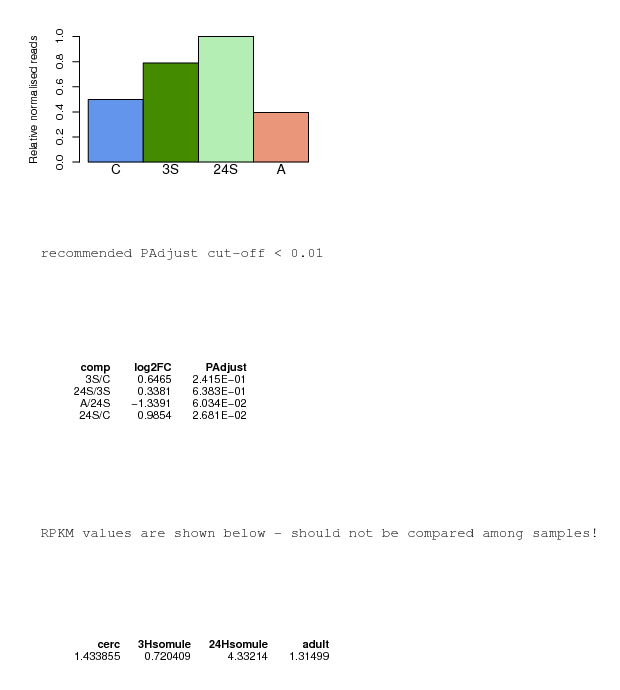 Relative normalised reads
1.0
0.8
0.6
0.4
0.2
0.0
C 3S 24S A
recommended PAdjust cut-off < 0.01
comp log2FC PAdjust
3S/C 0.6465 2.415E-01
24S/3S 0.3381 6.383E-01
A/24S -1.3391 6.034E-02
24S/C 0.9854 2.681E-02
RPKM values are shown below - should not be compared among samples!
cerc 3Hsomule 24Hsomule adult
1.433855 0.720409 4.33214 1.31499